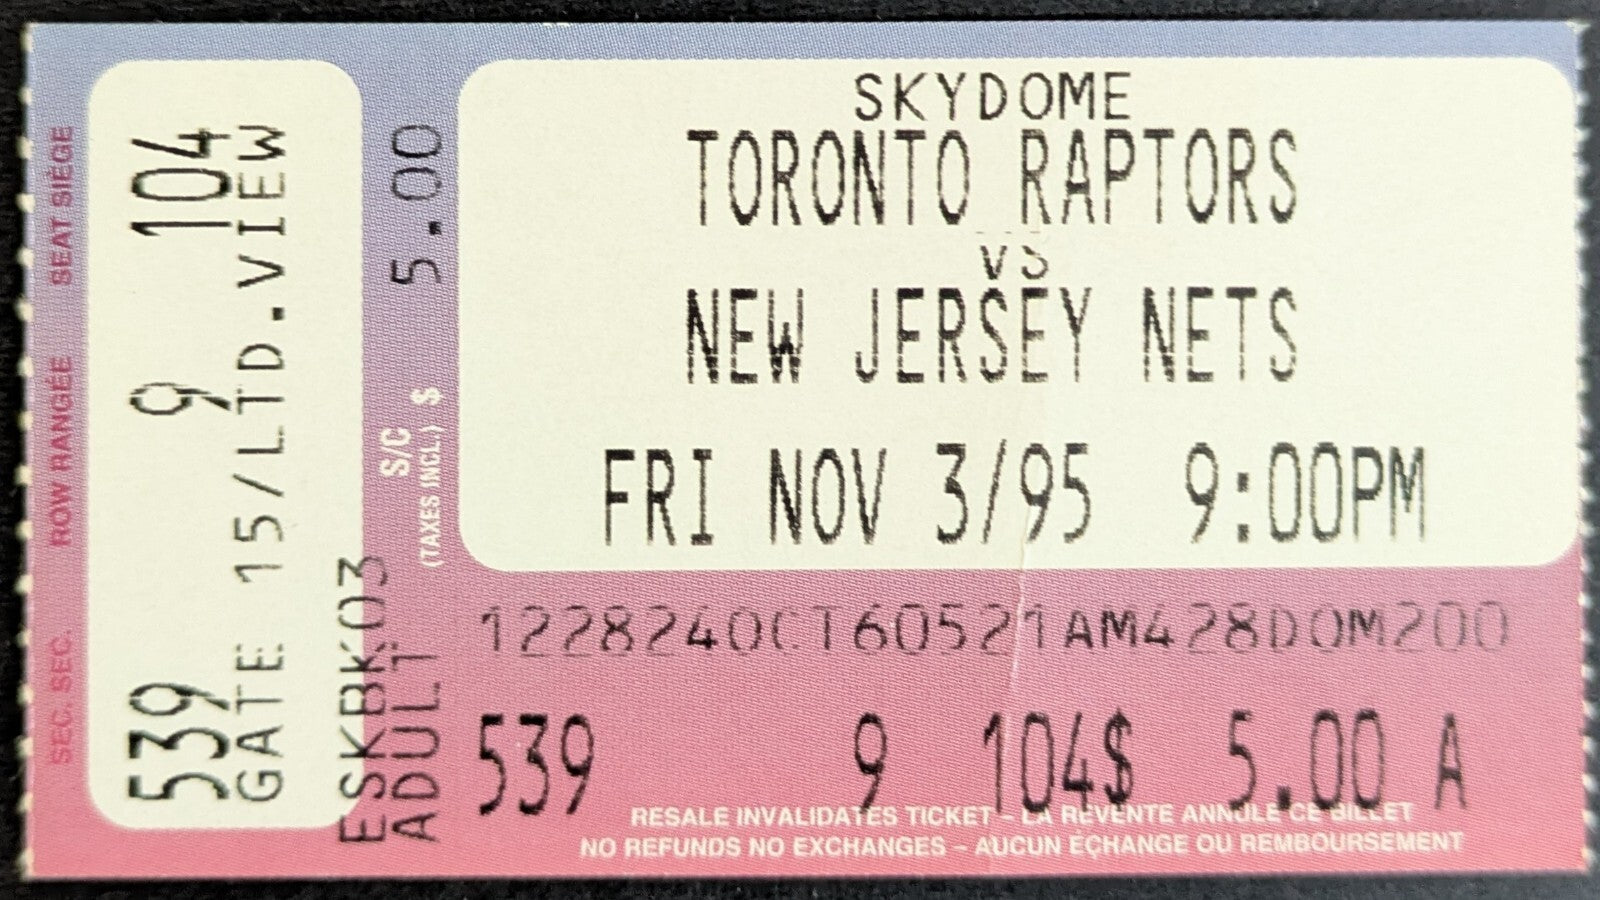 SEAT SIÈGE
ROW RANGÉE
SEC. SEC.
539 9 104
GATE 15/LTD.VIEW
ESKBK03
ADULT
S/C
(TAXES INCL.) $
5.00
SKYDOME
TORONTO RAPTORS
VS
NEW JERSEY NETS
FRI NOV 3/95 9:00PM
122824OCT60521AM428DOM200
539 9 104$ 5.00 A
RESALE INVALIDATES TICKET – LA REVENTE ANNULE CE BILLET
NO REFUNDS NO EXCHANGES – AUCUN ÉCHANGE OU REMBOURSEMENT